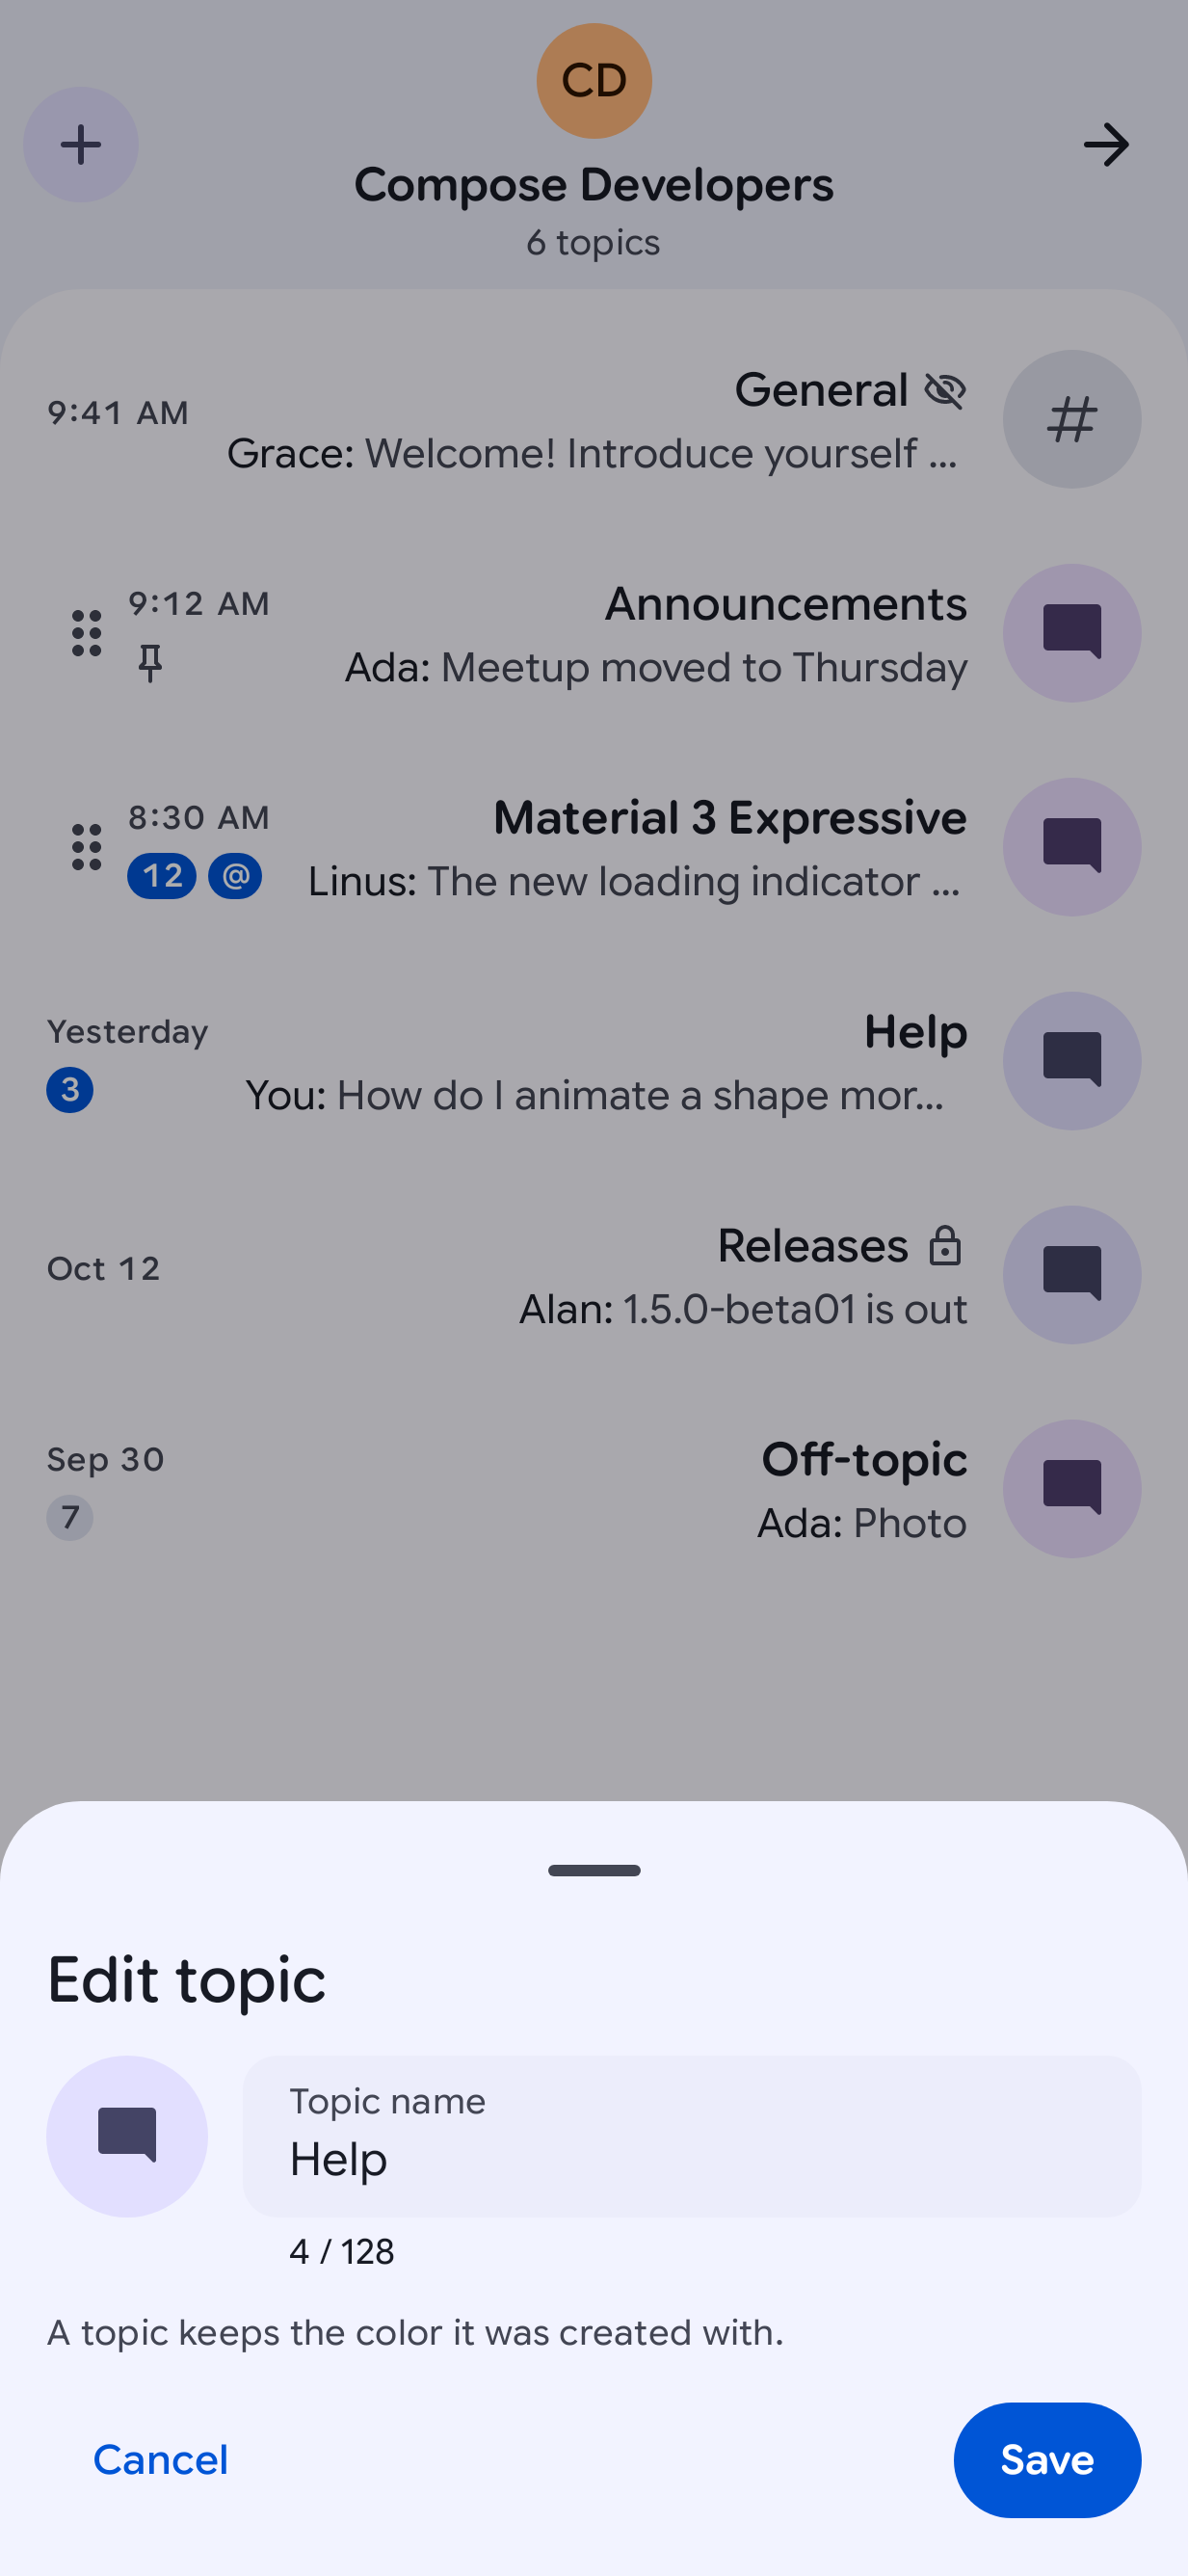 CD
Compose Developers
6 topics
General
9:41 AM
Grace: Welcome! Introduce yourself ...
#
Announcements
9:12 AM
Ada: Meetup moved to Thursday
Material 3 Expressive
8:30 AM
12 @
Linus: The new loading indicator ...
Help
Yesterday
3
You: How do I animate a shape mor...
Releases
Oct 12
Alan: 1.5.0-beta01 is out
Off-topic
Sep 30
7
Ada: Photo
Edit topic
Topic name
Help
4 / 128
A topic keeps the color it was created with.
Cancel
Save